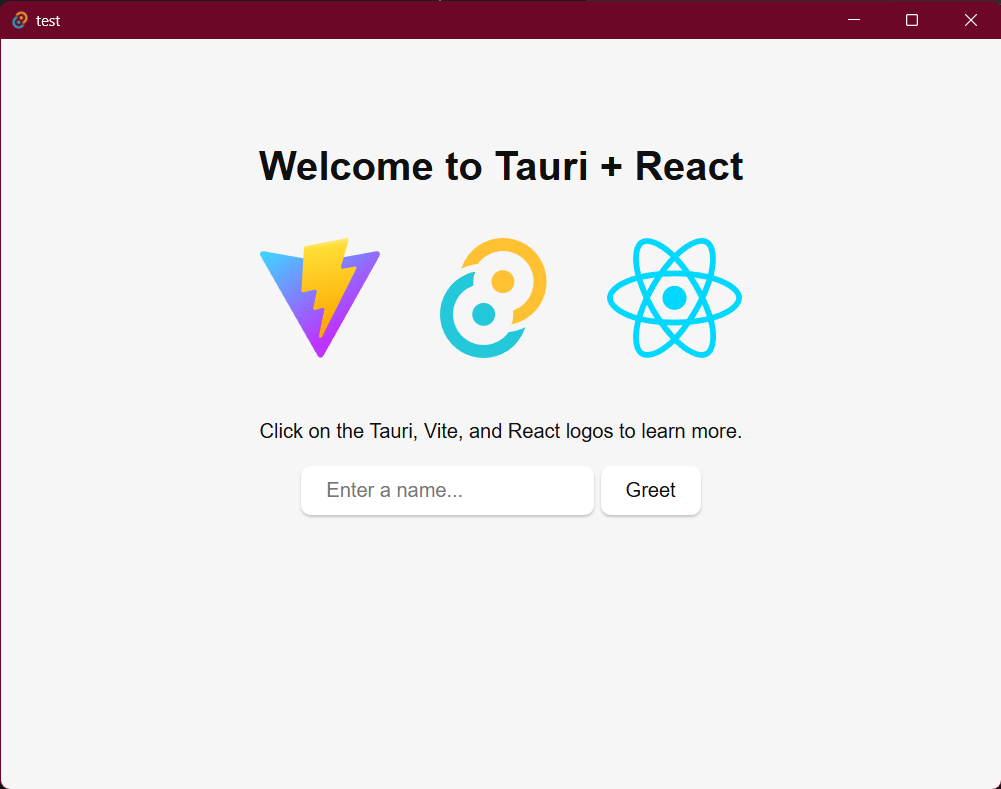 test
Welcome to Tauri + React
Click on the Tauri, Vite, and React logos to learn more.
Enter a name... Greet